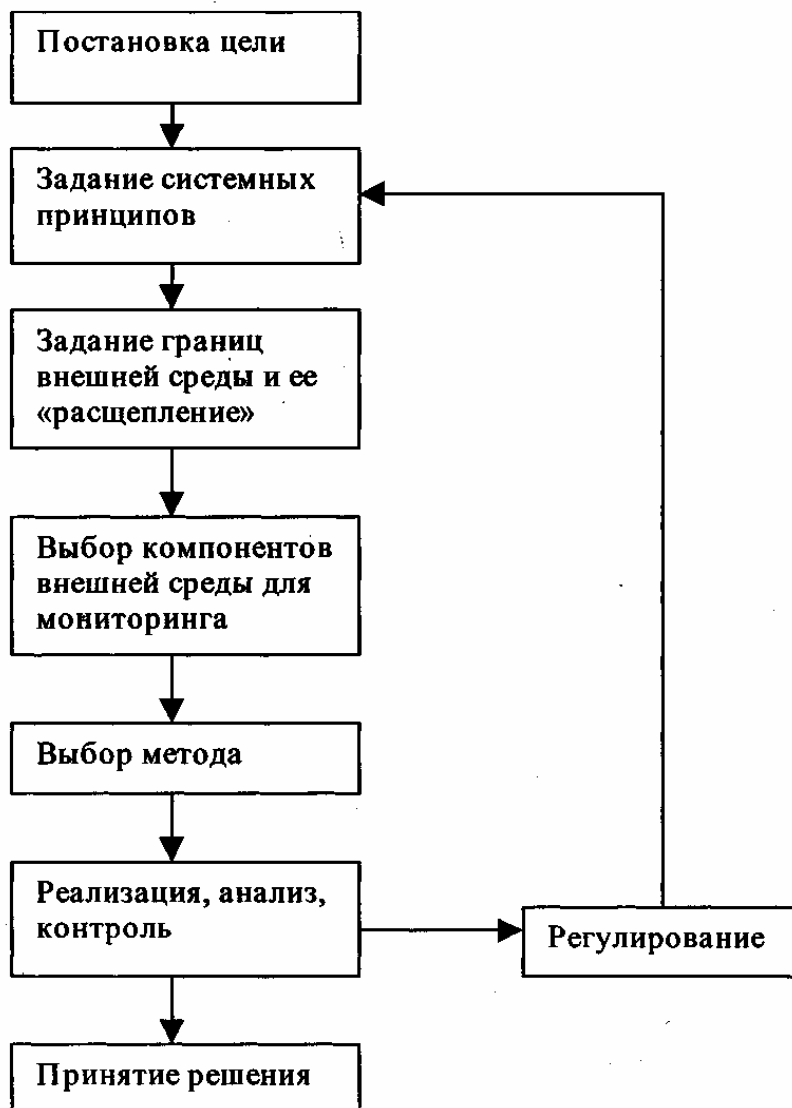 Постановка цели
Задание системных
принципов
Задание границ
внешней среды и ее
«расщепление»
Выбор компонентов
внешней среды для
мониторинга
Выбор метода
Реализация, анализ,
контроль
Регулирование
Принятие решения